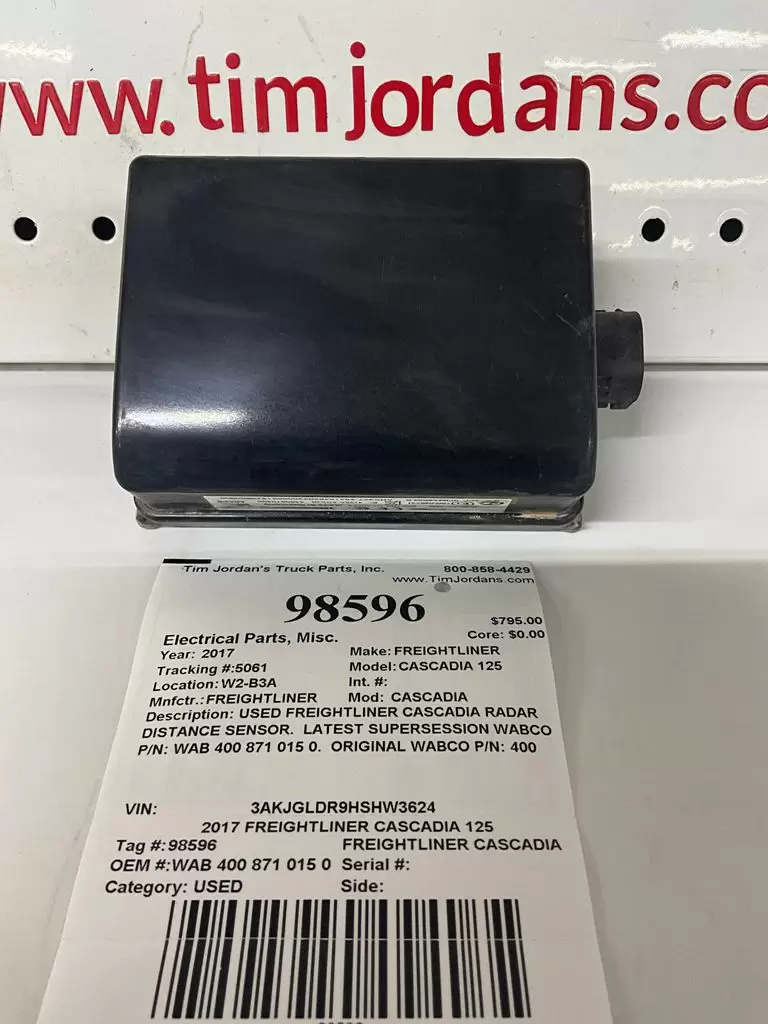 www.timjordans.co
Tim Jordan's Truck Parts, Inc. 800-858-4429
www.TimJordans.com
98596
$795.00
Electrical Parts, Misc. Core: $0.00
Year: 2017 Make: FREIGHTLINER
Tracking #:5061 Model: CASCADIA 125
Location: W2-B3A Int. #:
Mnfctr.: FREIGHTLINER Mod: CASCADIA
Description: USED FREIGHTLINER CASCADIA RADAR
DISTANCE SENSOR. LATEST SUPERSESSION WABCO
P/N: WAB 400 871 015 0. ORIGINAL WABCO P/N: 400
VIN: 3AKJGLDR9HSHW3624
2017 FREIGHTLINER CASCADIA 125
Tag #: 98596 FREIGHTLINER CASCADIA
OEM #: WAB 400 871 015 0 Serial #:
Category: USED Side: